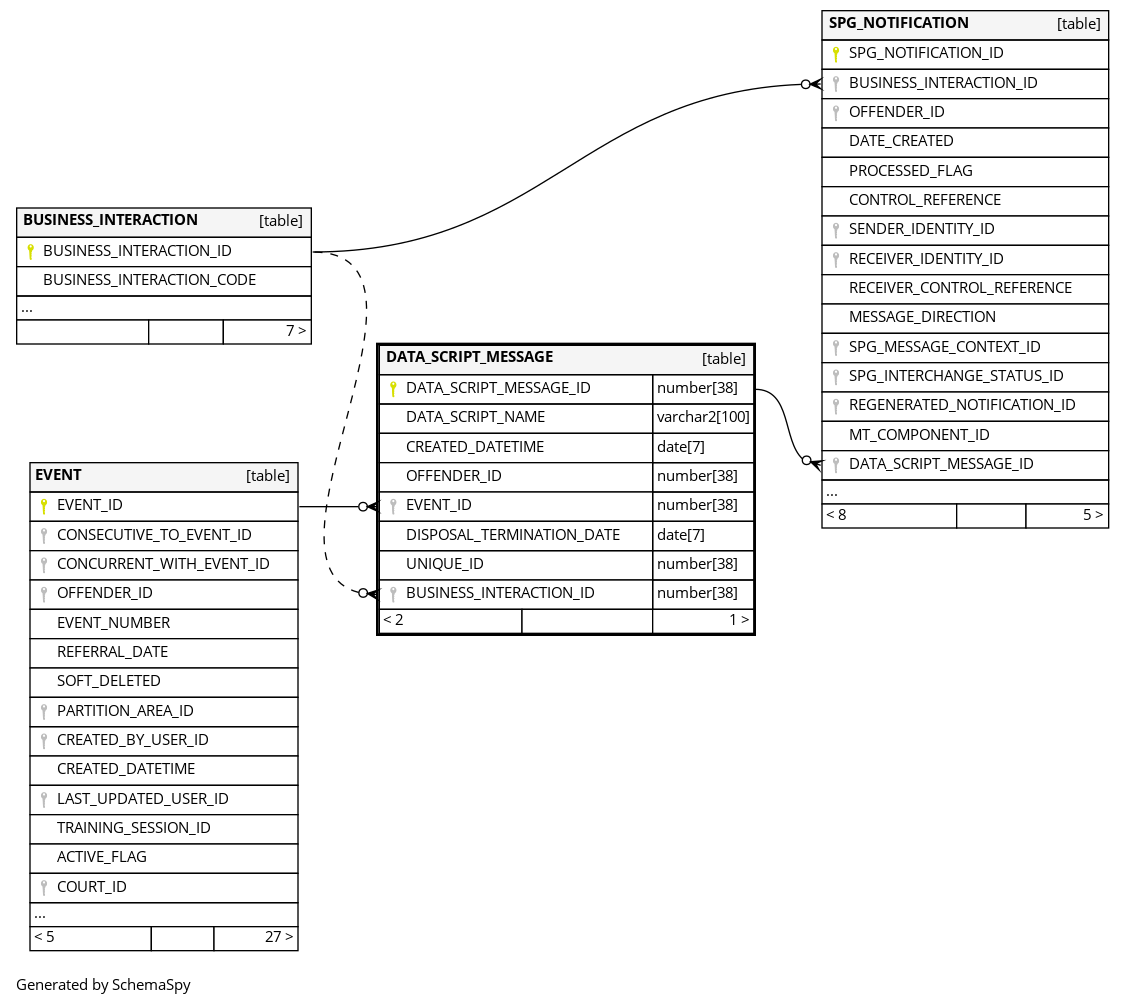 SPG_NOTIFICATION [table]
SPG_NOTIFICATION_ID
BUSINESS_INTERACTION_ID
OFFENDER_ID
DATE_CREATED
PROCESSED_FLAG
CONTROL_REFERENCE
SENDER_IDENTITY_ID
RECEIVER_IDENTITY_ID
RECEIVER_CONTROL_REFERENCE
MESSAGE_DIRECTION
SPG_MESSAGE_CONTEXT_ID
SPG_INTERCHANGE_STATUS_ID
REGENERATED_NOTIFICATION_ID
MT_COMPONENT_ID
DATA_SCRIPT_MESSAGE_ID
...
< 8 5 >
BUSINESS_INTERACTION [table]
BUSINESS_INTERACTION_ID
BUSINESS_INTERACTION_CODE
...
7 >
DATA_SCRIPT_MESSAGE [table]
DATA_SCRIPT_MESSAGE_ID number[38]
DATA_SCRIPT_NAME varchar2[100]
CREATED_DATETIME date[7]
OFFENDER_ID number[38]
EVENT_ID number[38]
DISPOSAL_TERMINATION_DATE date[7]
UNIQUE_ID number[38]
BUSINESS_INTERACTION_ID number[38]
< 2 1 >
EVENT [table]
EVENT_ID
CONSECUTIVE_TO_EVENT_ID
CONCURRENT_WITH_EVENT_ID
OFFENDER_ID
EVENT_NUMBER
REFERRAL_DATE
SOFT_DELETED
PARTITION_AREA_ID
CREATED_BY_USER_ID
CREATED_DATETIME
LAST_UPDATED_USER_ID
TRAINING_SESSION_ID
ACTIVE_FLAG
COURT_ID
...
< 5 27 >
Generated by SchemaSpy